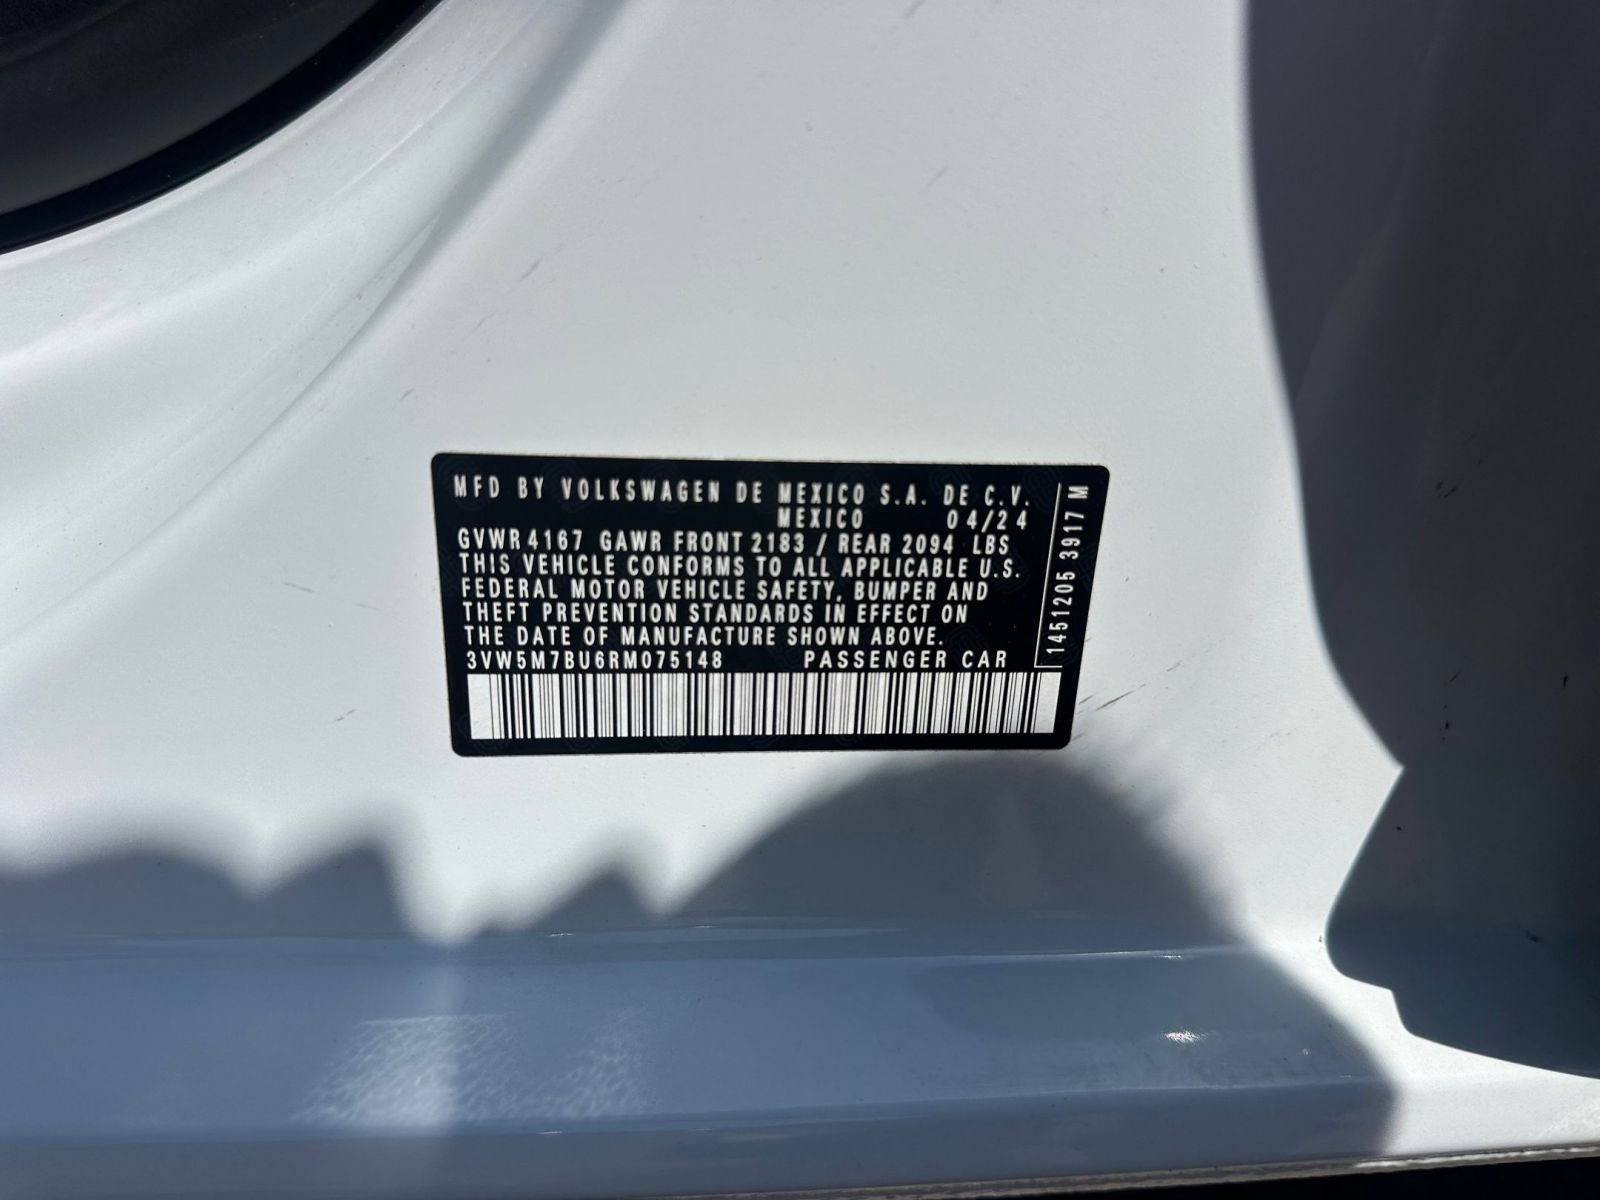 MFD BY VOLKSWAGEN DE MEXICO S.A. DE C.V.
MEXICO 04/24
GVWR 4167 GAWR FRONT 2183 / REAR 2094 LBS
THIS VEHICLE CONFORMS TO ALL APPLICABLE U.S.
FEDERAL MOTOR VEHICLE SAFETY, BUMPER AND
THEFT PREVENTION STANDARDS IN EFFECT ON
THE DATE OF MANUFACTURE SHOWN ABOVE.
3VW5M7BU6RM075148 PASSENGER CAR
1451205 3917 M